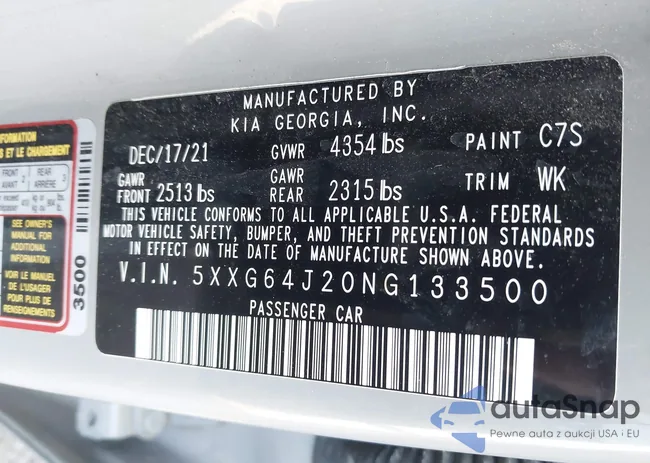 MANUFACTURED BY
KIA GEORGIA, INC.
DEC/17/21 GVWR 4354 lbs PAINT C7S
GAWR FRONT 2513 lbs GAWR REAR 2315 lbs TRIM WK
THIS VEHICLE CONFORMS TO ALL APPLICABLE U.S.A. FEDERAL
MOTOR VEHICLE SAFETY, BUMPER, AND THEFT PREVENTION STANDARDS
IN EFFECT ON THE DATE OF MANUFACTURE SHOWN ABOVE.
V.I.N. 5XXG64J20NG133500
PASSENGER CAR
INFORMATION
S ET LE CHARGEMENT
FRONT REAR
AVANT ARRIÈRE
SEE OWNER'S
MANUAL FOR
ADDITIONAL
INFORMATION
VOIR LE MANUEL
DE L'USAGER
POUR PLUS DE
RENSEIGNEMENTS
3500
autaSnap
Pewne auta z aukcji USA i EU